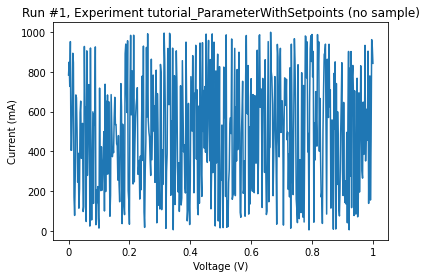 Run #1, Experiment tutorial_ParameterWithSetpoints (no sample)
1000
800
600
400
200
0
Current (mA)
0 0.2 0.4 0.6 0.8 1
Voltage (V)